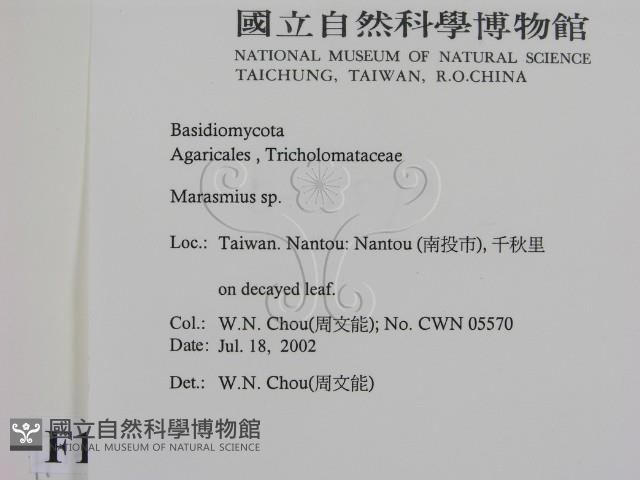 國立自然科學博物館
NATIONAL MUSEUM OF NATURAL SCIENCE
TAICHUNG, TAIWAN, R.O.CHINA
Basidiomycota
Agaricales , Tricholomataceae
Marasmius sp.
Loc.: Taiwan. Nantou: Nantou (南投市), 千秋里
on decayed leaf.
Col.: W.N. Chou(周文能); No. CWN 05570
Date: Jul. 18, 2002
Det.: W.N. Chou(周文能)
國立自然科學博物館
NATIONAL MUSEUM OF NATURAL SCIENCE